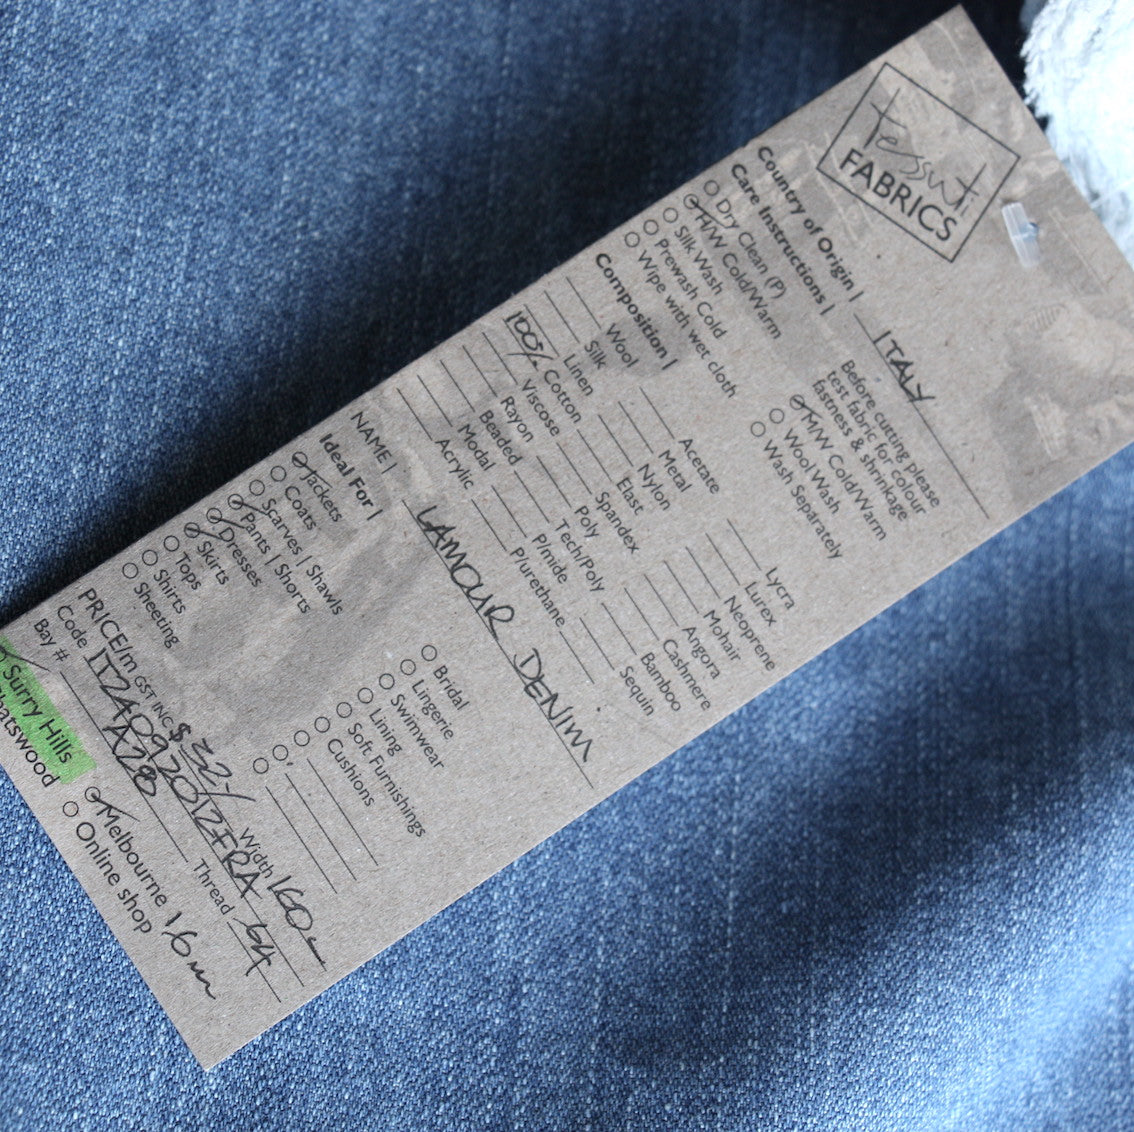 tessuti
FABRICS
Country of Origin | ITALY
Care Instructions |
Before cutting please
test fabric for colour
fastness & shrinkage
Dry Clean (P)
H/W Cold/Warm
Silk Wash
Prewash Cold
Wipe with wet cloth
M/W Cold/Warm
Wool Wash
Wash Separately
Composition |
Wool
Silk
Linen
100% Cotton
Viscose
Rayon
Beaded
Modal
Acrylic
Acetate
Metal
Nylon
Elast
Spandex
Poly
Tech/Poly
P/mide
P/urethane
Lycra
Lurex
Neoprene
Mohair
Angora
Cashmere
Bamboo
Sequin
NAME | LAMOUR DENIM
Ideal For |
Jackets
Coats
Scarves | Shawls
Pants | Shorts
Dresses
Skirts
Tops
Shirts
Sheeting
Bridal
Lingerie
Swimwear
Lining
Soft Furnishings
Cushions
PRICE/m GST INC $32-/ Width 160
Code IT24092012FRA
Bay # A28 Thread 64
Surry Hills
Melbourne 16m
Online shop